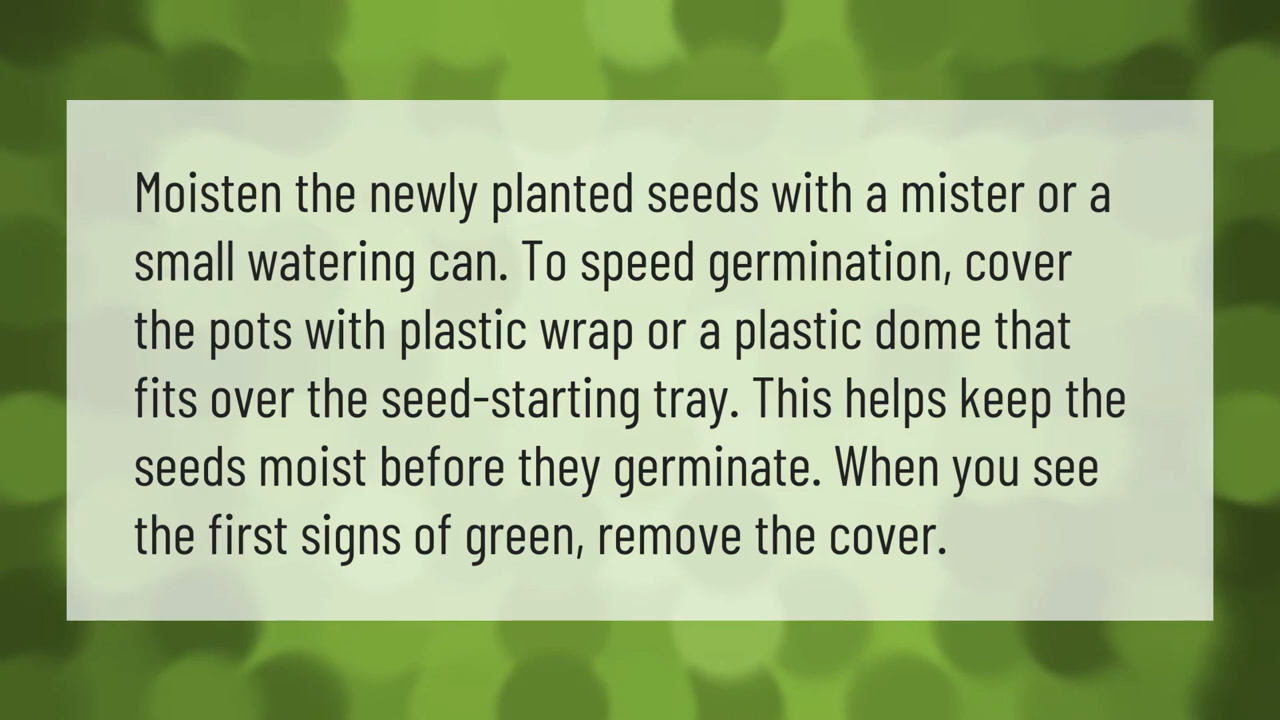 Moisten the newly planted seeds with a mister or a
small watering can. To speed germination, cover
the pots with plastic wrap or a plastic dome that
fits over the seed-starting tray. This helps keep the
seeds moist before they germinate. When you see
the first signs of green, remove the cover.